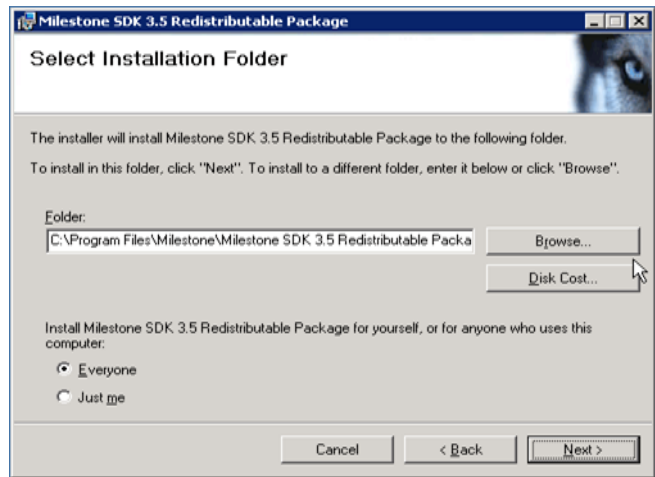 Milestone SDK 3.5 Redistributable Package
Select Installation Folder
The installer will install Milestone SDK 3.5 Redistributable Package to the following folder.
To install in this folder, click "Next". To install to a different folder, enter it below or click "Browse".
Folder:
C:\Program Files\Milestone\Milestone SDK 3.5 Redistributable Packa
Browse...
Disk Cost...
Install Milestone SDK 3.5 Redistributable Package for yourself, or for anyone who uses this
computer:
Everyone
Just me
Cancel
< Back
Next >